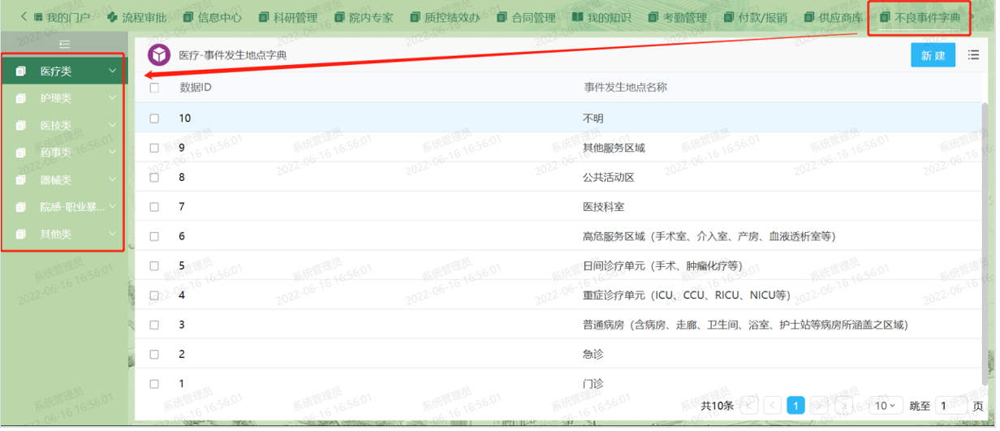 我的门户 流程审批 信息中心 科研管理 院内专家 质控绩效办 合同管理 我的知识 考勤管理 付款/报销 供应商库 不良事件字典
医疗类
护理类
医技类
药事类
器械类
院感-职业暴...
其他类
医疗-事件发生地点字典 新建
数据ID 事件发生地点名称
10 不明
9 其他服务区域
8 公共活动区
7 医技科室
6 高危服务区域（手术室、介入室、产房、血液透析室等）
5 日间诊疗单元（手术、肿瘤化疗等）
4 重症诊疗单元（ICU、CCU、RICU、NICU等）
3 普通病房（含病房、走廊、卫生间、浴室、护士站等病房所涵盖之区域）
2 急诊
1 门诊
共10条 1 10 跳至 1 页
系统管理员
2022-06-16 16:56:01